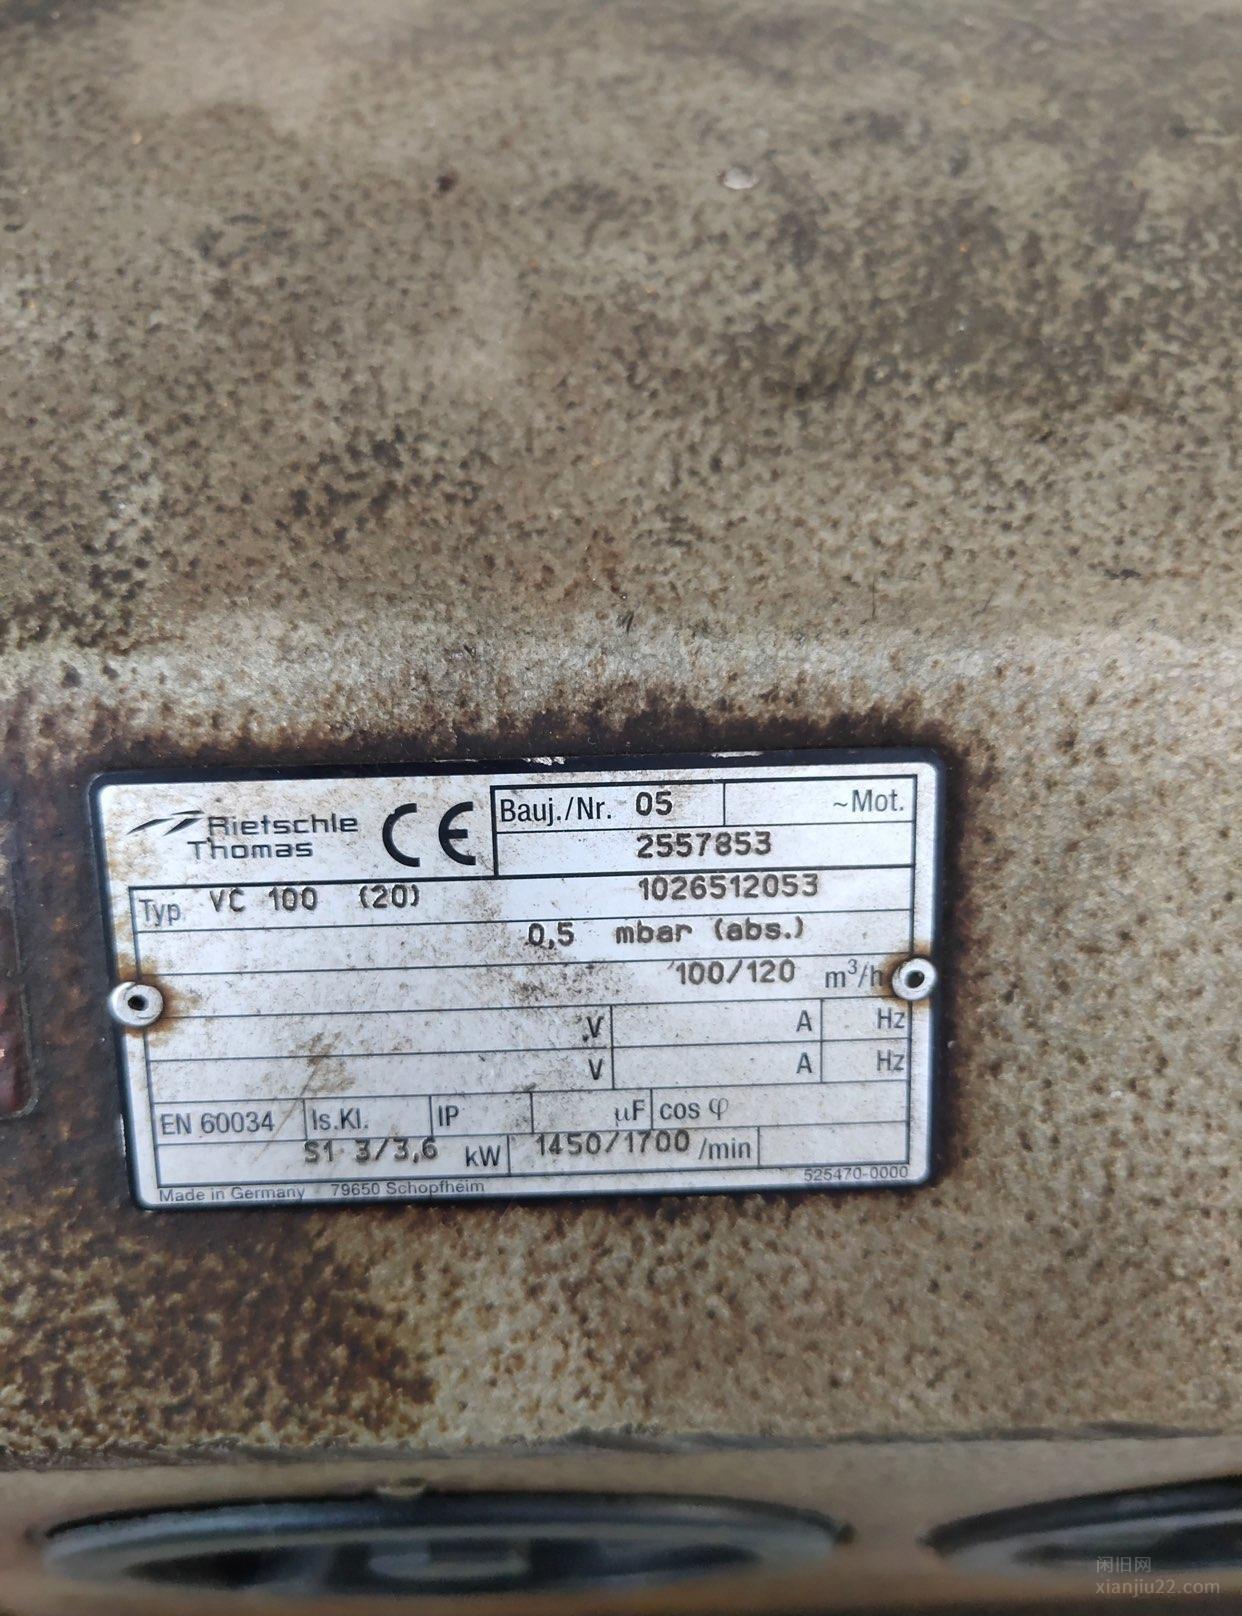 Rietschle
Thomas
CE
Bauj./Nr. 05 ~Mot.
2557853
Typ VC 100 (20) 1026512053
0,5 mbar (abs.)
100/120 m³/h
V A Hz
V A Hz
EN 60034 Is.Kl. IP µF cos φ
S1 3/3,6 kW 1450/1700 /min
Made in Germany 79650 Schopfheim 525470-0000
闲旧网
xianjiu22.com